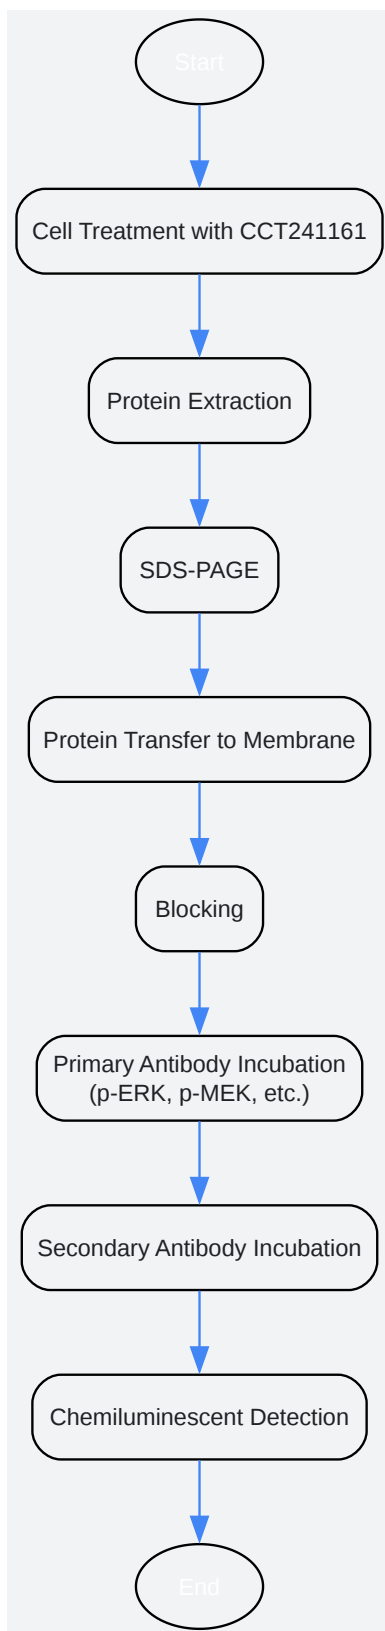 Start
Cell Treatment with CCT241161
Protein Extraction
SDS-PAGE
Protein Transfer to Membrane
Blocking
Primary Antibody Incubation
(p-ERK, p-MEK, etc.)
Secondary Antibody Incubation
Chemiluminescent Detection
End